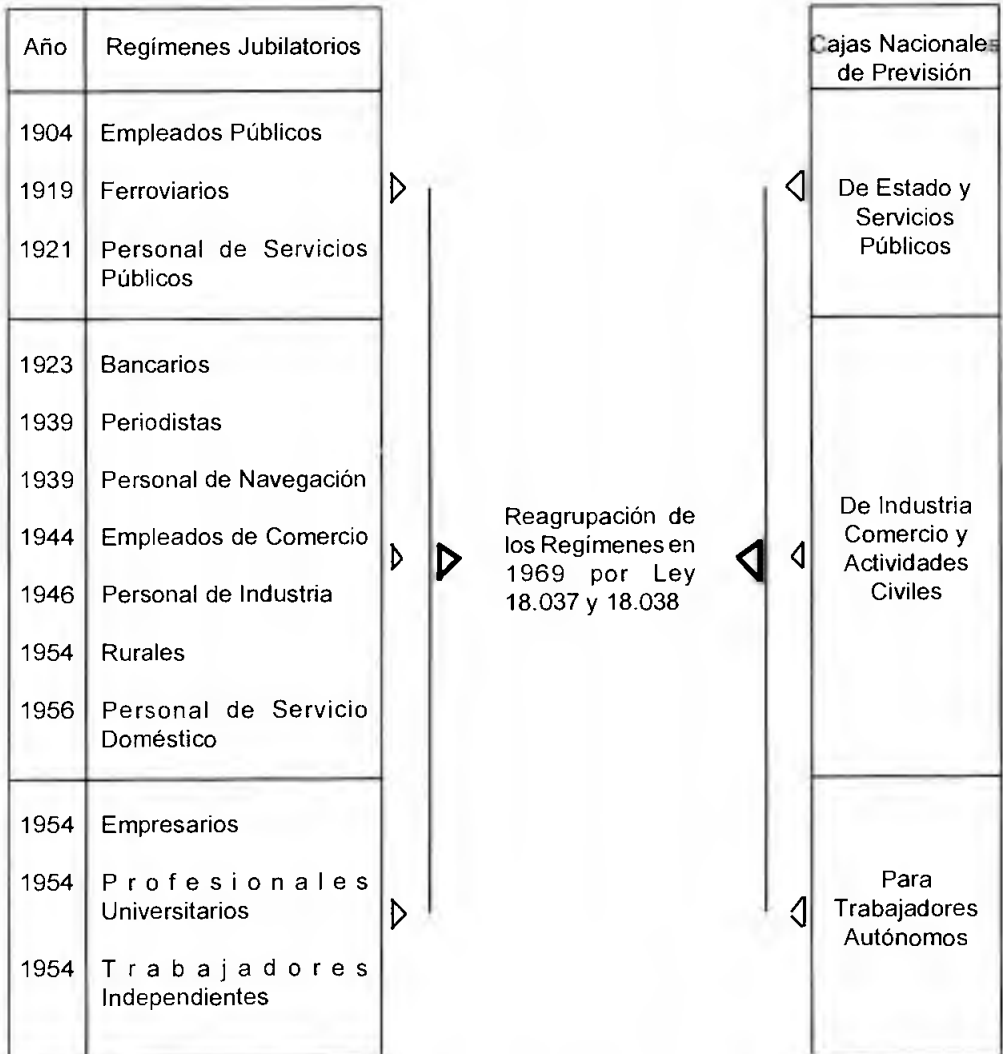 Año Regímenes Jubilatorios
1904 Empleados Públicos
1919 Ferroviarios
1921 Personal de Servicios
Públicos
1923 Bancarios
1939 Periodistas
1939 Personal de Navegación
1944 Empleados de Comercio
1946 Personal de Industria
1954 Rurales
1956 Personal de Servicio
Doméstico
1954 Empresarios
1954 Profesionales
Universitarios
1954 Trabajadores
Independientes
Reagrupación de
los Regímenes en
1969 por Ley
18.037 y 18.038
Cajas Nacionales
de Previsión
De Estado y
Servicios
Públicos
De Industria
Comercio y
Actividades
Civiles
Para
Trabajadores
Autónomos